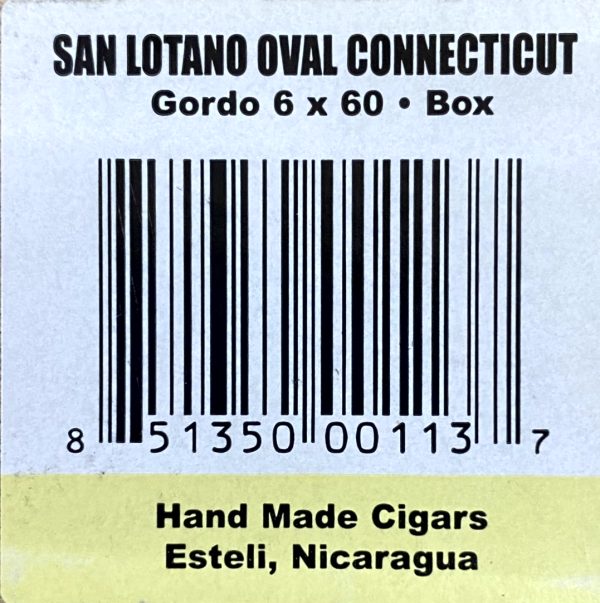 SAN LOTANO OVAL CONNECTICUT
Gordo 6 x 60 • Box
8 51350 00113 7
Hand Made Cigars
Esteli, Nicaragua